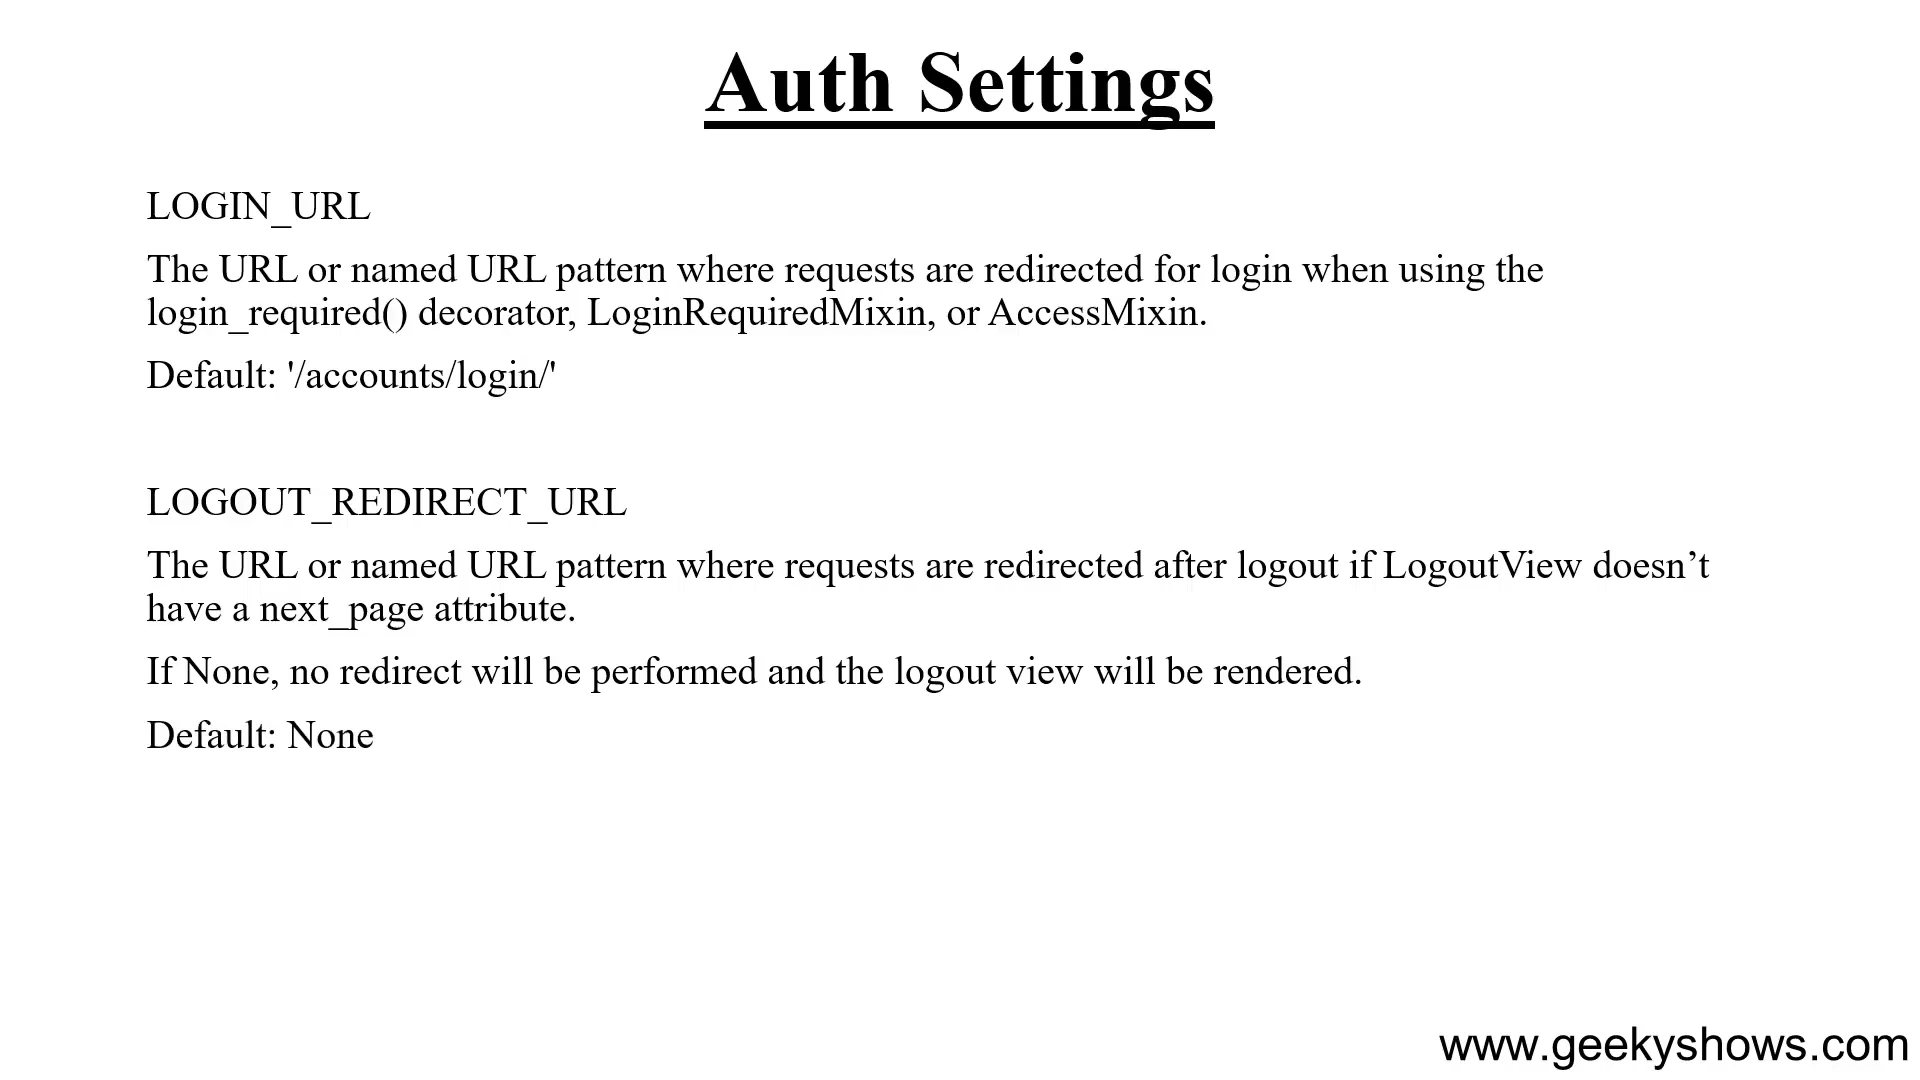 Auth Settings
LOGIN_URL
The URL or named URL pattern where requests are redirected for login when using the
login_required() decorator, LoginRequiredMixin, or AccessMixin.
Default: '/accounts/login/'
LOGOUT_REDIRECT_URL
The URL or named URL pattern where requests are redirected after logout if LogoutView doesn’t
have a next_page attribute.
If None, no redirect will be performed and the logout view will be rendered.
Default: None
www.geekyshows.com